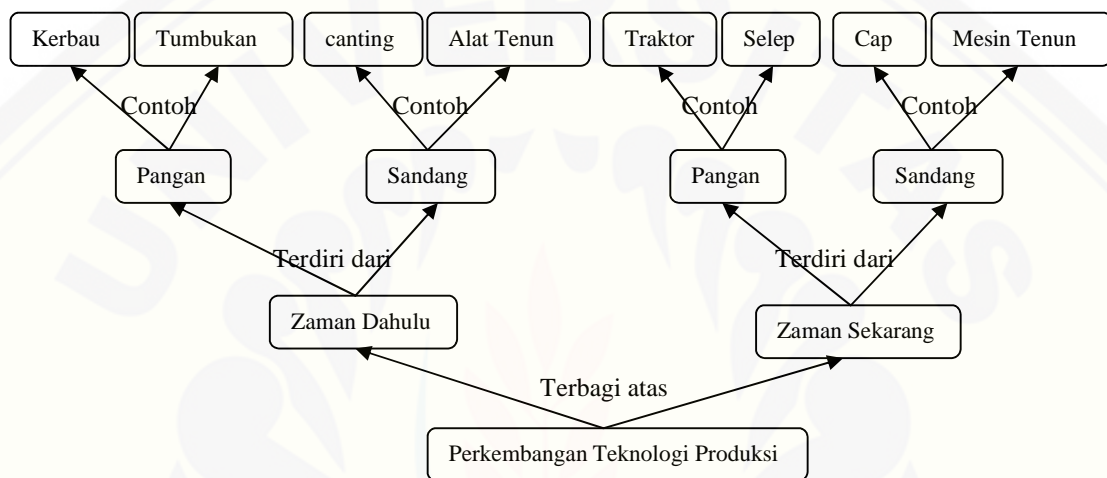 Kerbau
Tumbukan
canting
Alat Tenun
Traktor
Selep
Cap
Mesin Tenun
Contoh
Contoh
Contoh
Contoh
Pangan
Sandang
Pangan
Sandang
Terdiri dari
Terdiri dari
Zaman Dahulu
Zaman Sekarang
Terbagi atas
Perkembangan Teknologi Produksi
UNIVERSITAS